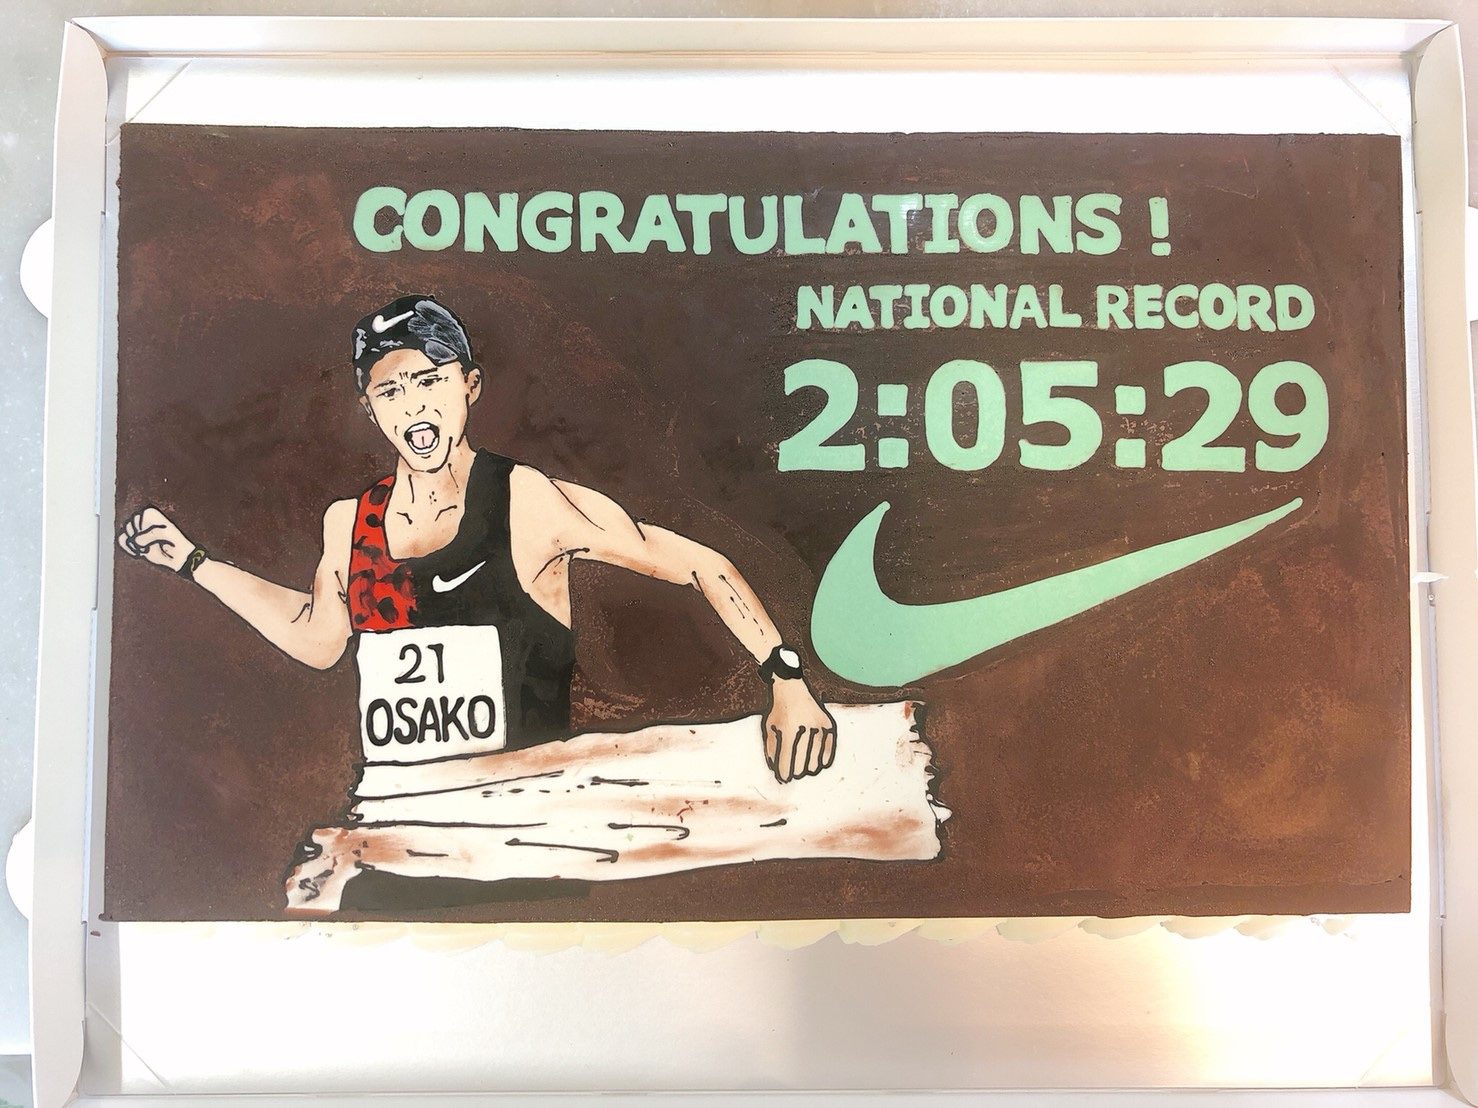 CONGRATULATIONS !
NATIONAL RECORD
2:05:29
21
OSAKO